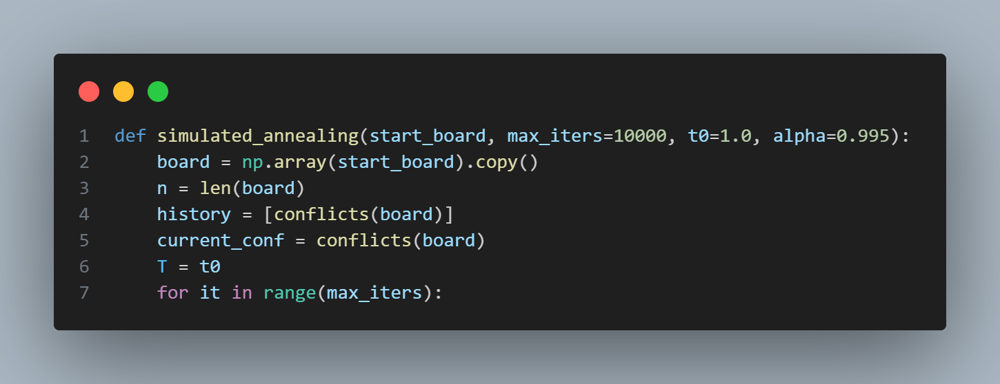 1 def simulated_annealing(start_board, max_iters=10000, t0=1.0, alpha=0.995):
2     board = np.array(start_board).copy()
3     n = len(board)
4     history = [conflicts(board)]
5     current_conf = conflicts(board)
6     T = t0
7     for it in range(max_iters):